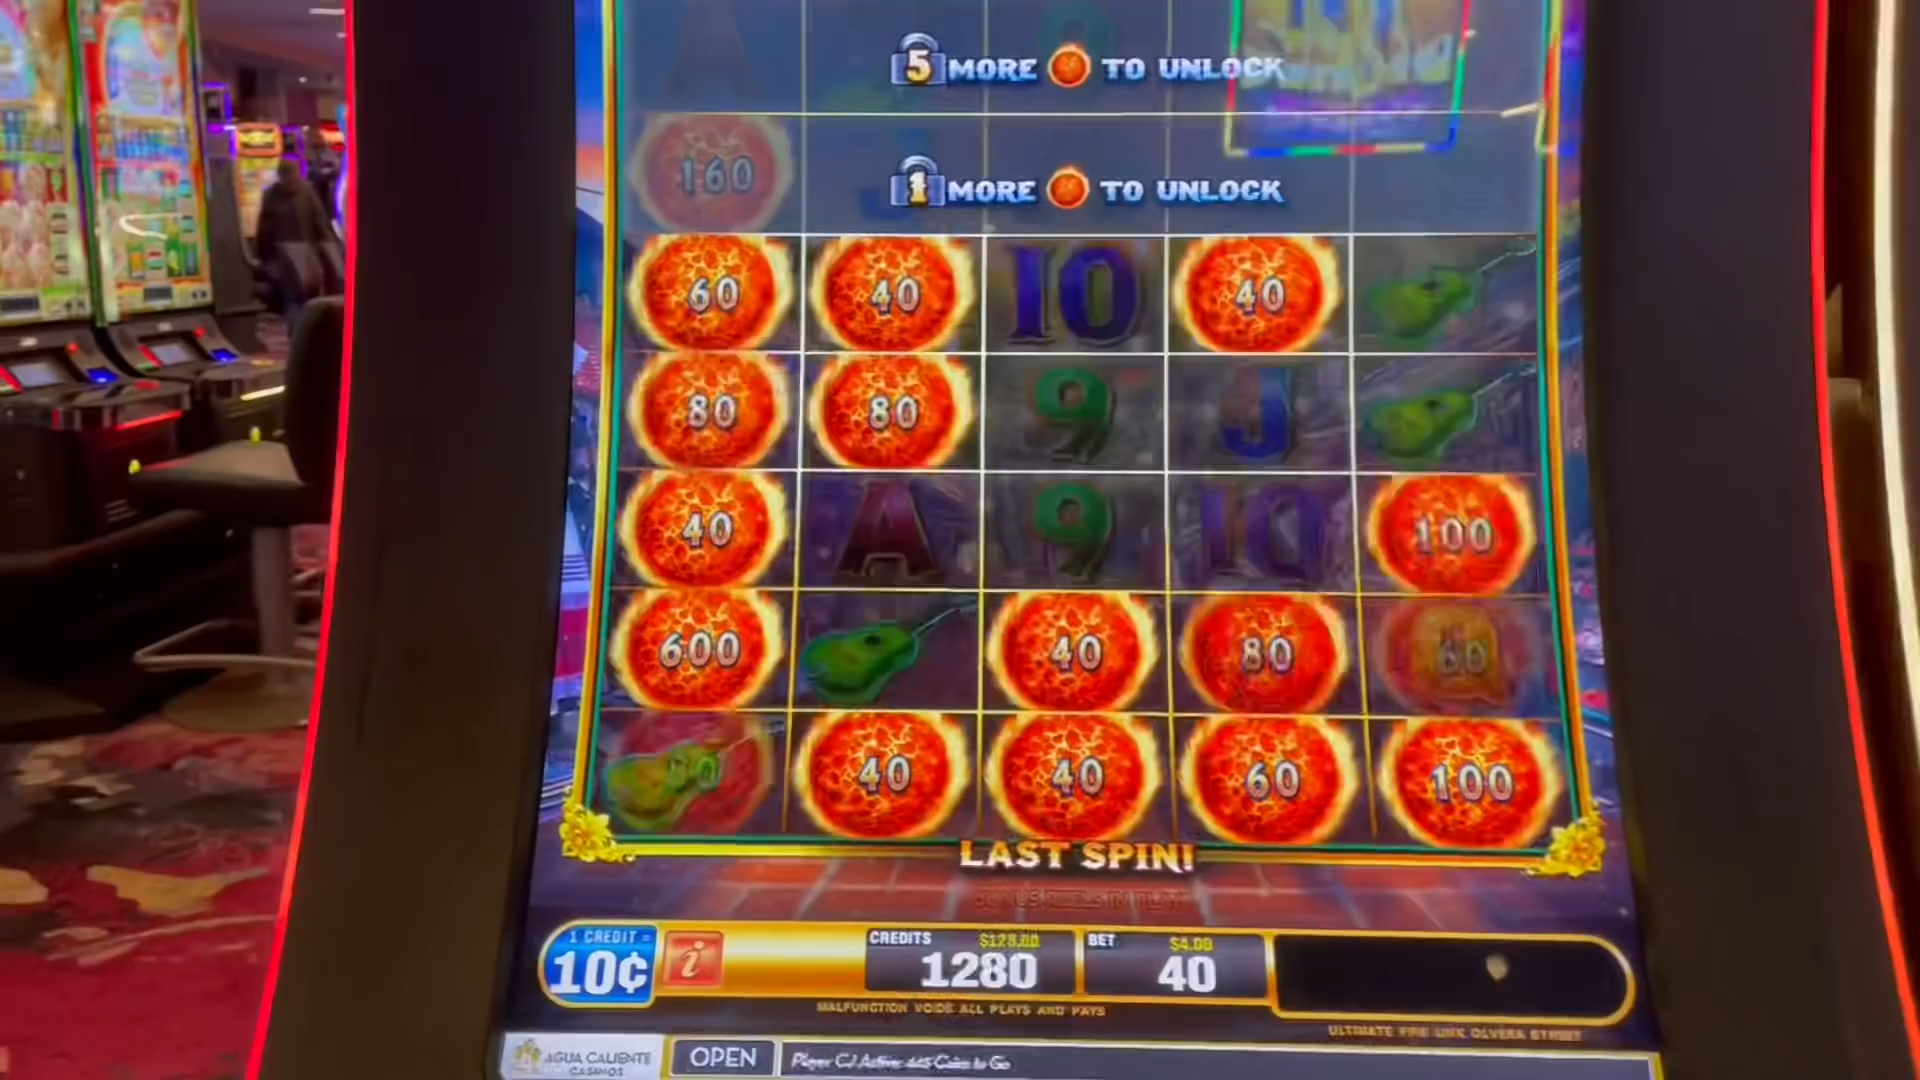 5 MORE TO UNLOCK
160
1 MORE TO UNLOCK
60 40 10 40
80 80 9 J
40 A 9 10 100
600 40 80 60
40 40 60 100
LAST SPIN!
1 CREDIT =
10¢
i
CREDITS
1280
BET $4.00
40
MALFUNCTION VOIDS ALL PLAYS AND PAYS
ULTIMATE FIRE LINK OLVERA STREET
AGUA CALIENTE
CASINOS
OPEN